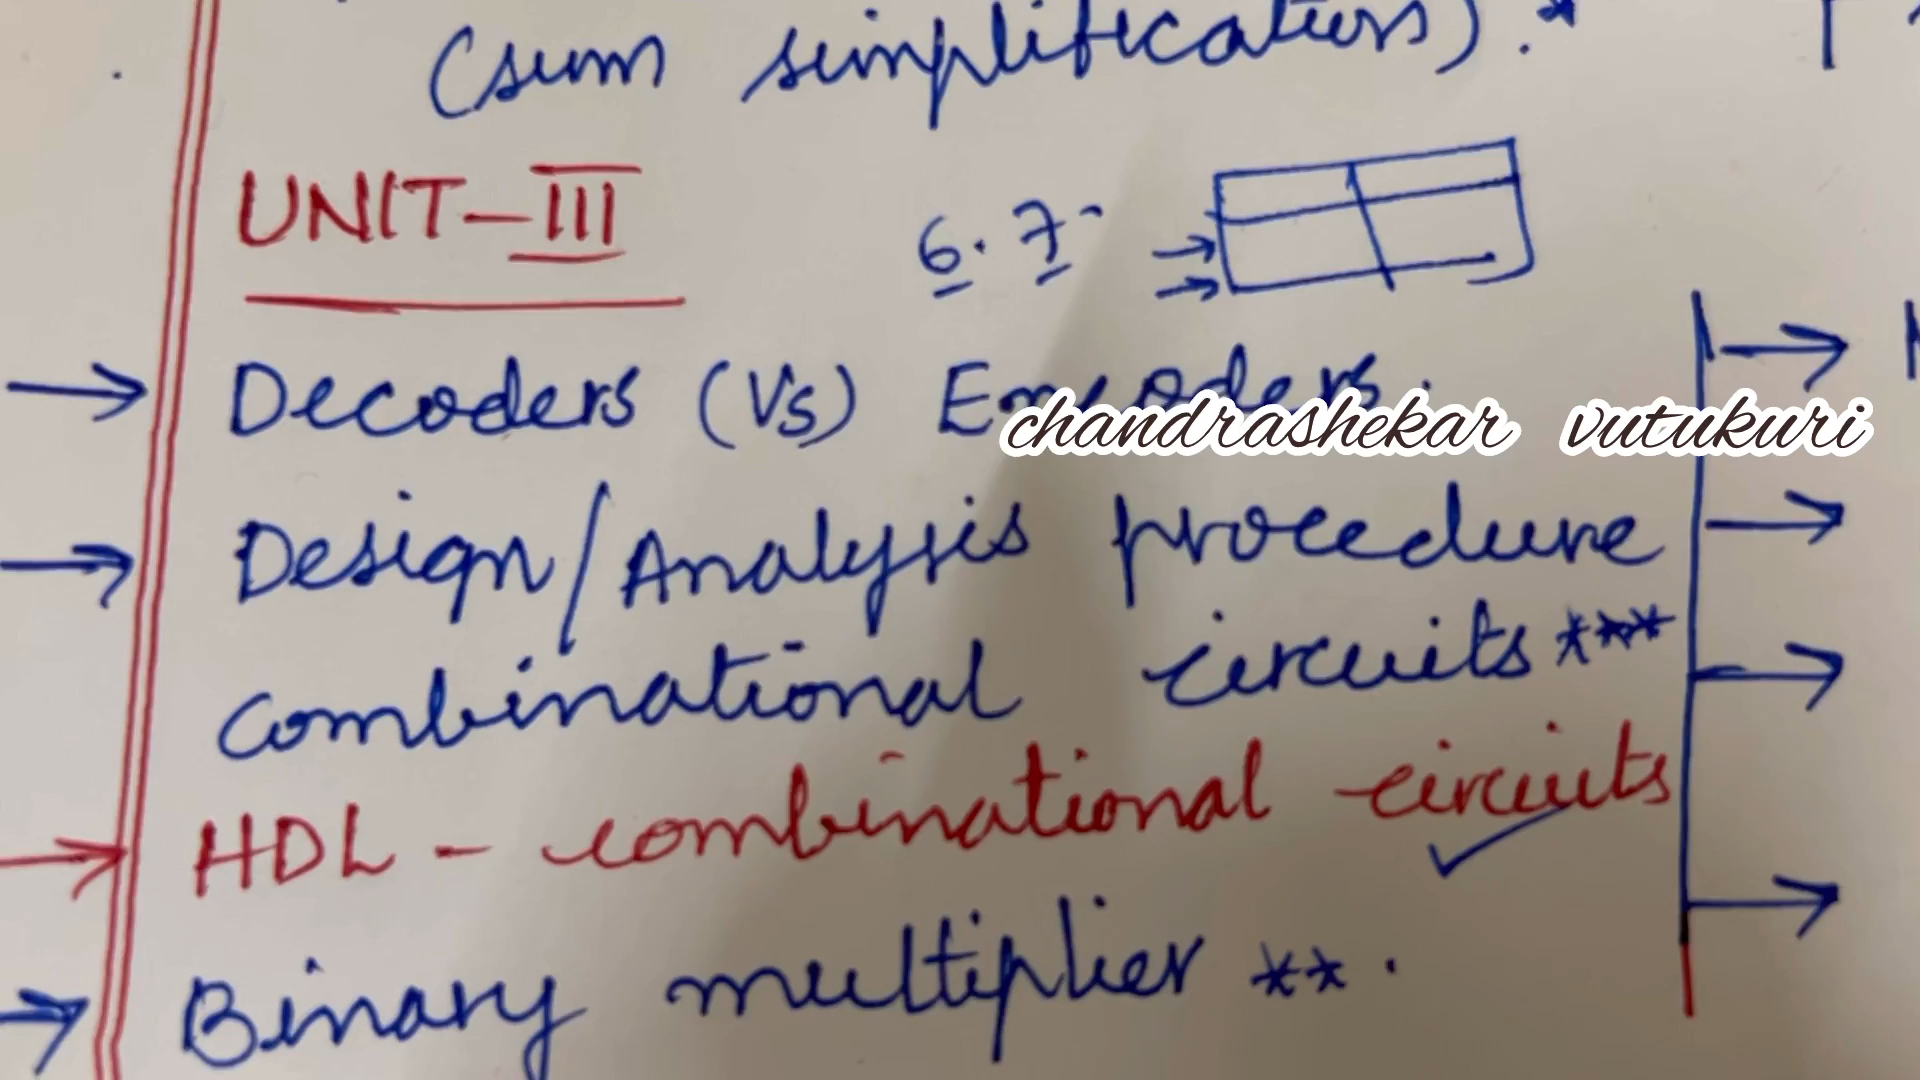 (sum simplifications).*
UNIT-III
6. 7.
Decoders (Vs) Encoders.
chandrashekar vutukuri
Design/Analysis procedure
combinational circuits ***
HDL - combinational circuits
Binary multiplier **.